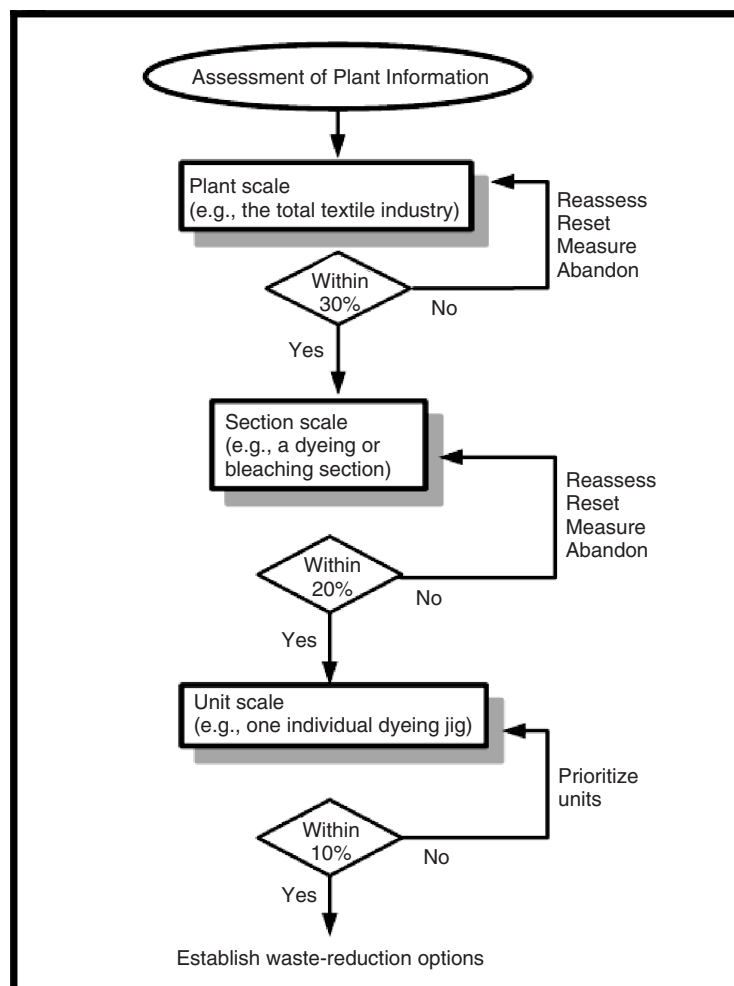 Assessment of Plant Information
Plant scale
(e.g., the total textile industry)
Reassess
Reset
Measure
Abandon
Within
30%
No
Yes
Section scale
(e.g., a dyeing or
bleaching section)
Reassess
Reset
Measure
Abandon
Within
20%
No
Yes
Unit scale
(e.g., one individual dyeing jig)
Prioritize
units
Within
10%
No
Yes
Establish waste-reduction options